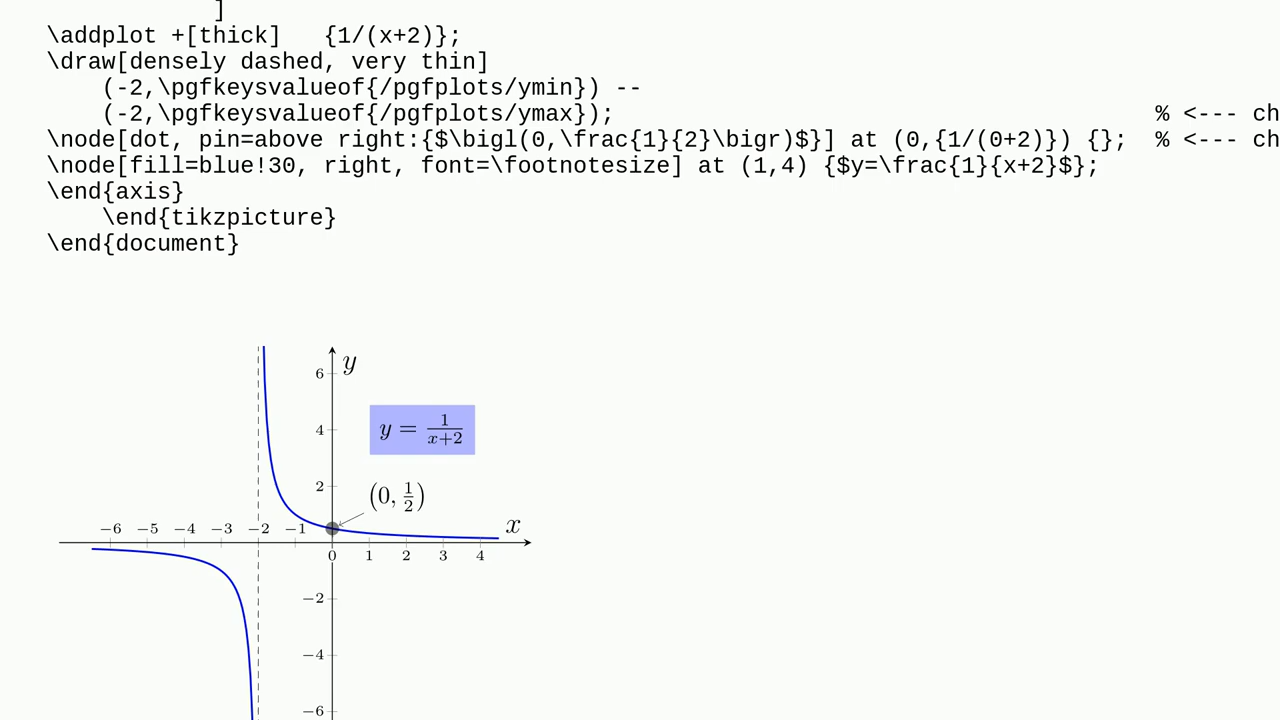 ]
\addplot +[thick]   {1/(x+2)};
\draw[densely dashed, very thin]
    (-2,\pgfkeysvalueof{/pgfplots/ymin}) --
    (-2,\pgfkeysvalueof{/pgfplots/ymax});                                       % <--- ch
\node[dot, pin=above right:{$\bigl(0,\frac{1}{2}\bigr)$}] at (0,{1/(0+2)}) {};  % <--- ch
\node[fill=blue!30, right, font=\footnotesize] at (1,4) {$y=\frac{1}{x+2}$};
\end{axis}
    \end{tikzpicture}
\end{document}
y
6
4
y = 1/(x+2)
2
(0, 1/2)
−6 −5 −4 −3 −2 −1
x
0 1 2 3 4
−2
−4
−6